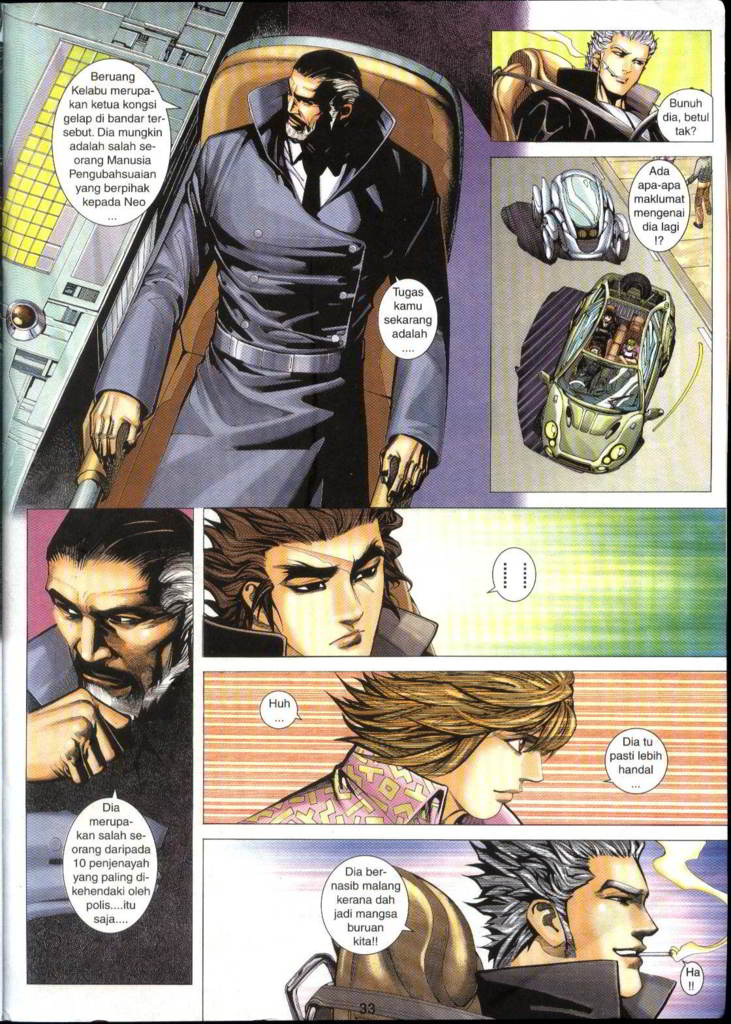 Beruang
Kelabu merupa-
kan ketua kongsi
gelap di bandar ter-
sebut. Dia mungkin
adalah salah se-
orang Manusia
Pengubahsuaian
yang berpihak
kepada Neo
...
Tugas
kamu
sekarang
adalah
....
Bunuh
dia, betul
tak?
Ada
apa-apa
maklumat
mengenai
dia lagi
!?
Dia
merupa-
kan salah se-
orang daripada
10 penjenayah
yang paling di-
kehendaki oleh
polis....itu
saja....
Huh
...
Dia tu
pasti lebih
handal
...
Dia ber-
nasib malang
kerana dah
jadi mangsa
buruan
kita!!
Ha
!!
33